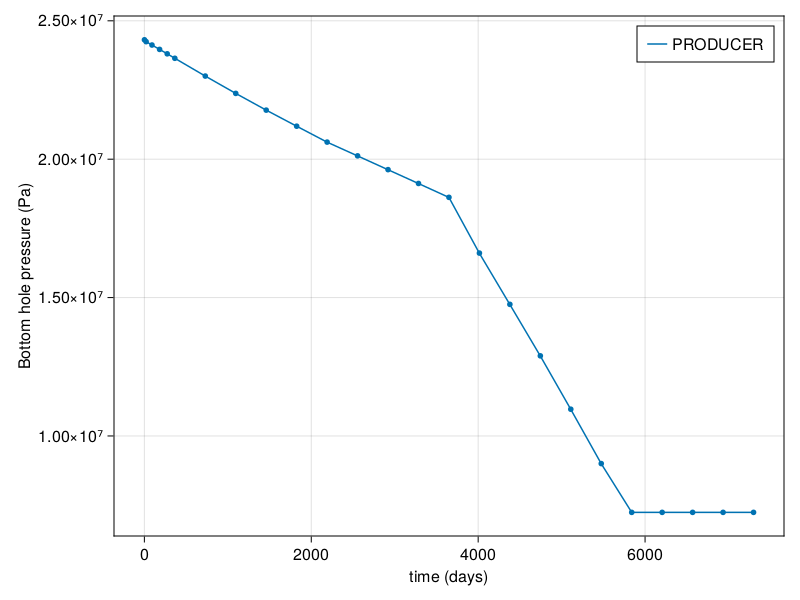 2.50×10⁷
2.00×10⁷
1.50×10⁷
1.00×10⁷
Bottom hole pressure (Pa)
PRODUCER
0 2000 4000 6000
time (days)